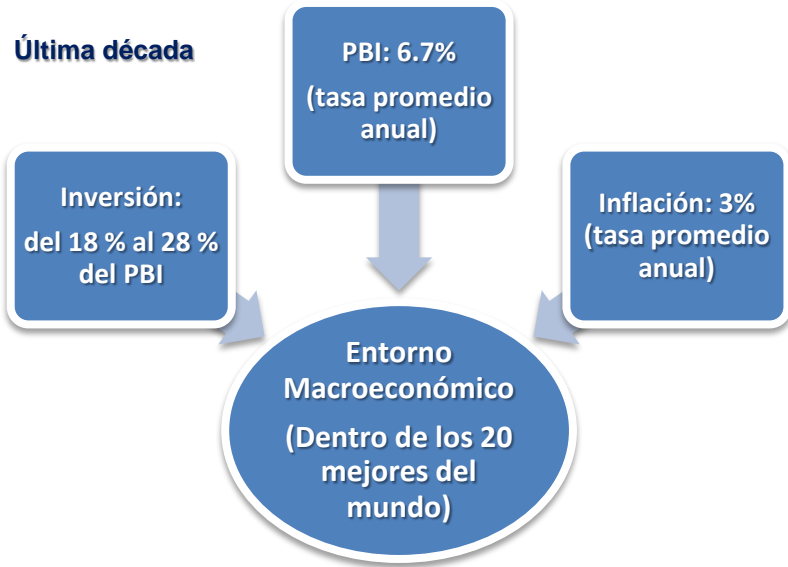 Última década
PBI: 6.7%
(tasa promedio
anual)
Inversión:
del 18 % al 28 %
del PBI
Inflación: 3%
(tasa promedio
anual)
Entorno
Macroeconómico
(Dentro de los 20
mejores del
mundo)